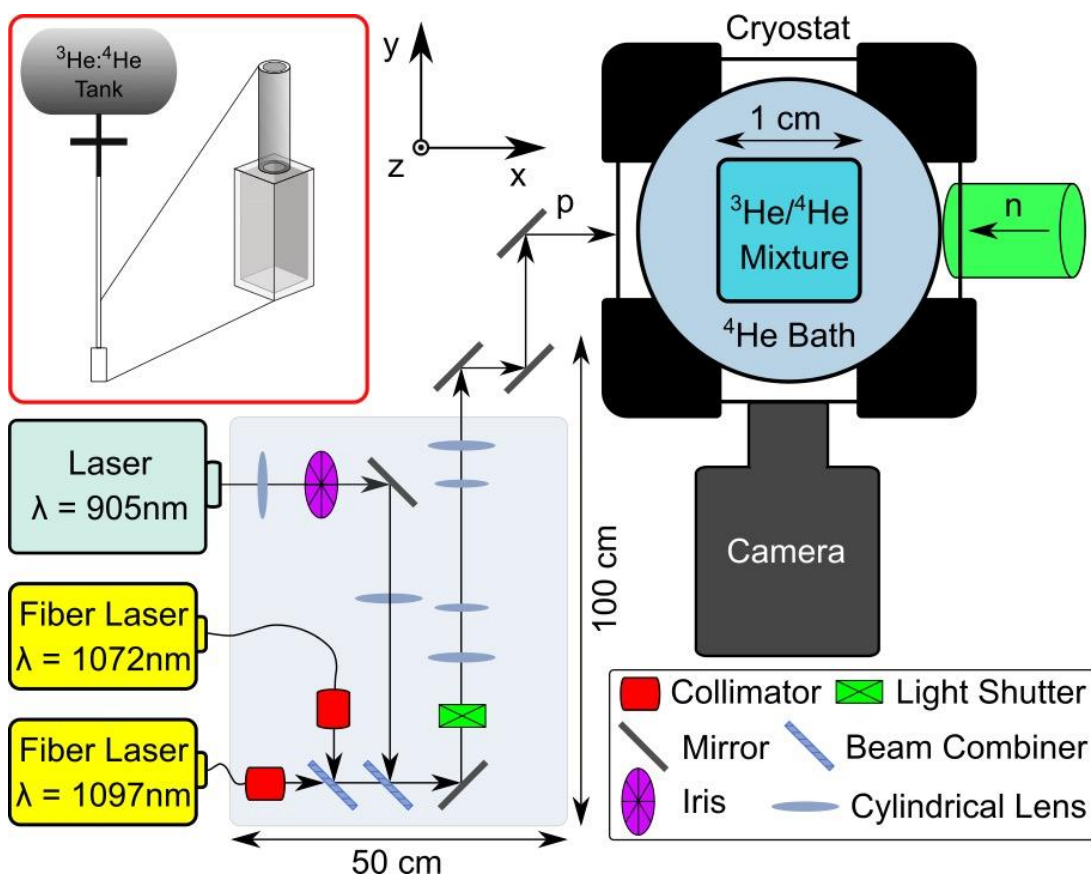 ³He:⁴He
Tank
y
z
x
p
Cryostat
1 cm
³He/⁴He
Mixture
⁴He Bath
n
Laser
λ = 905nm
Fiber Laser
λ = 1072nm
Fiber Laser
λ = 1097nm
50 cm
100 cm
Camera
Collimator
Light Shutter
Mirror
Beam Combiner
Iris
Cylindrical Lens